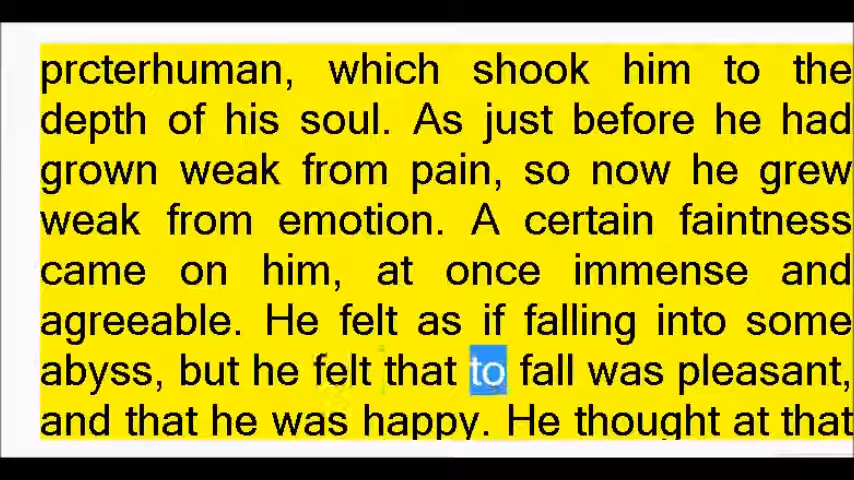 prcterhuman, which shook him to the
depth of his soul. As just before he had
grown weak from pain, so now he grew
weak from emotion. A certain faintness
came on him, at once immense and
agreeable. He felt as if falling into some
abyss, but he felt that to fall was pleasant,
and that he was happy. He thought at that